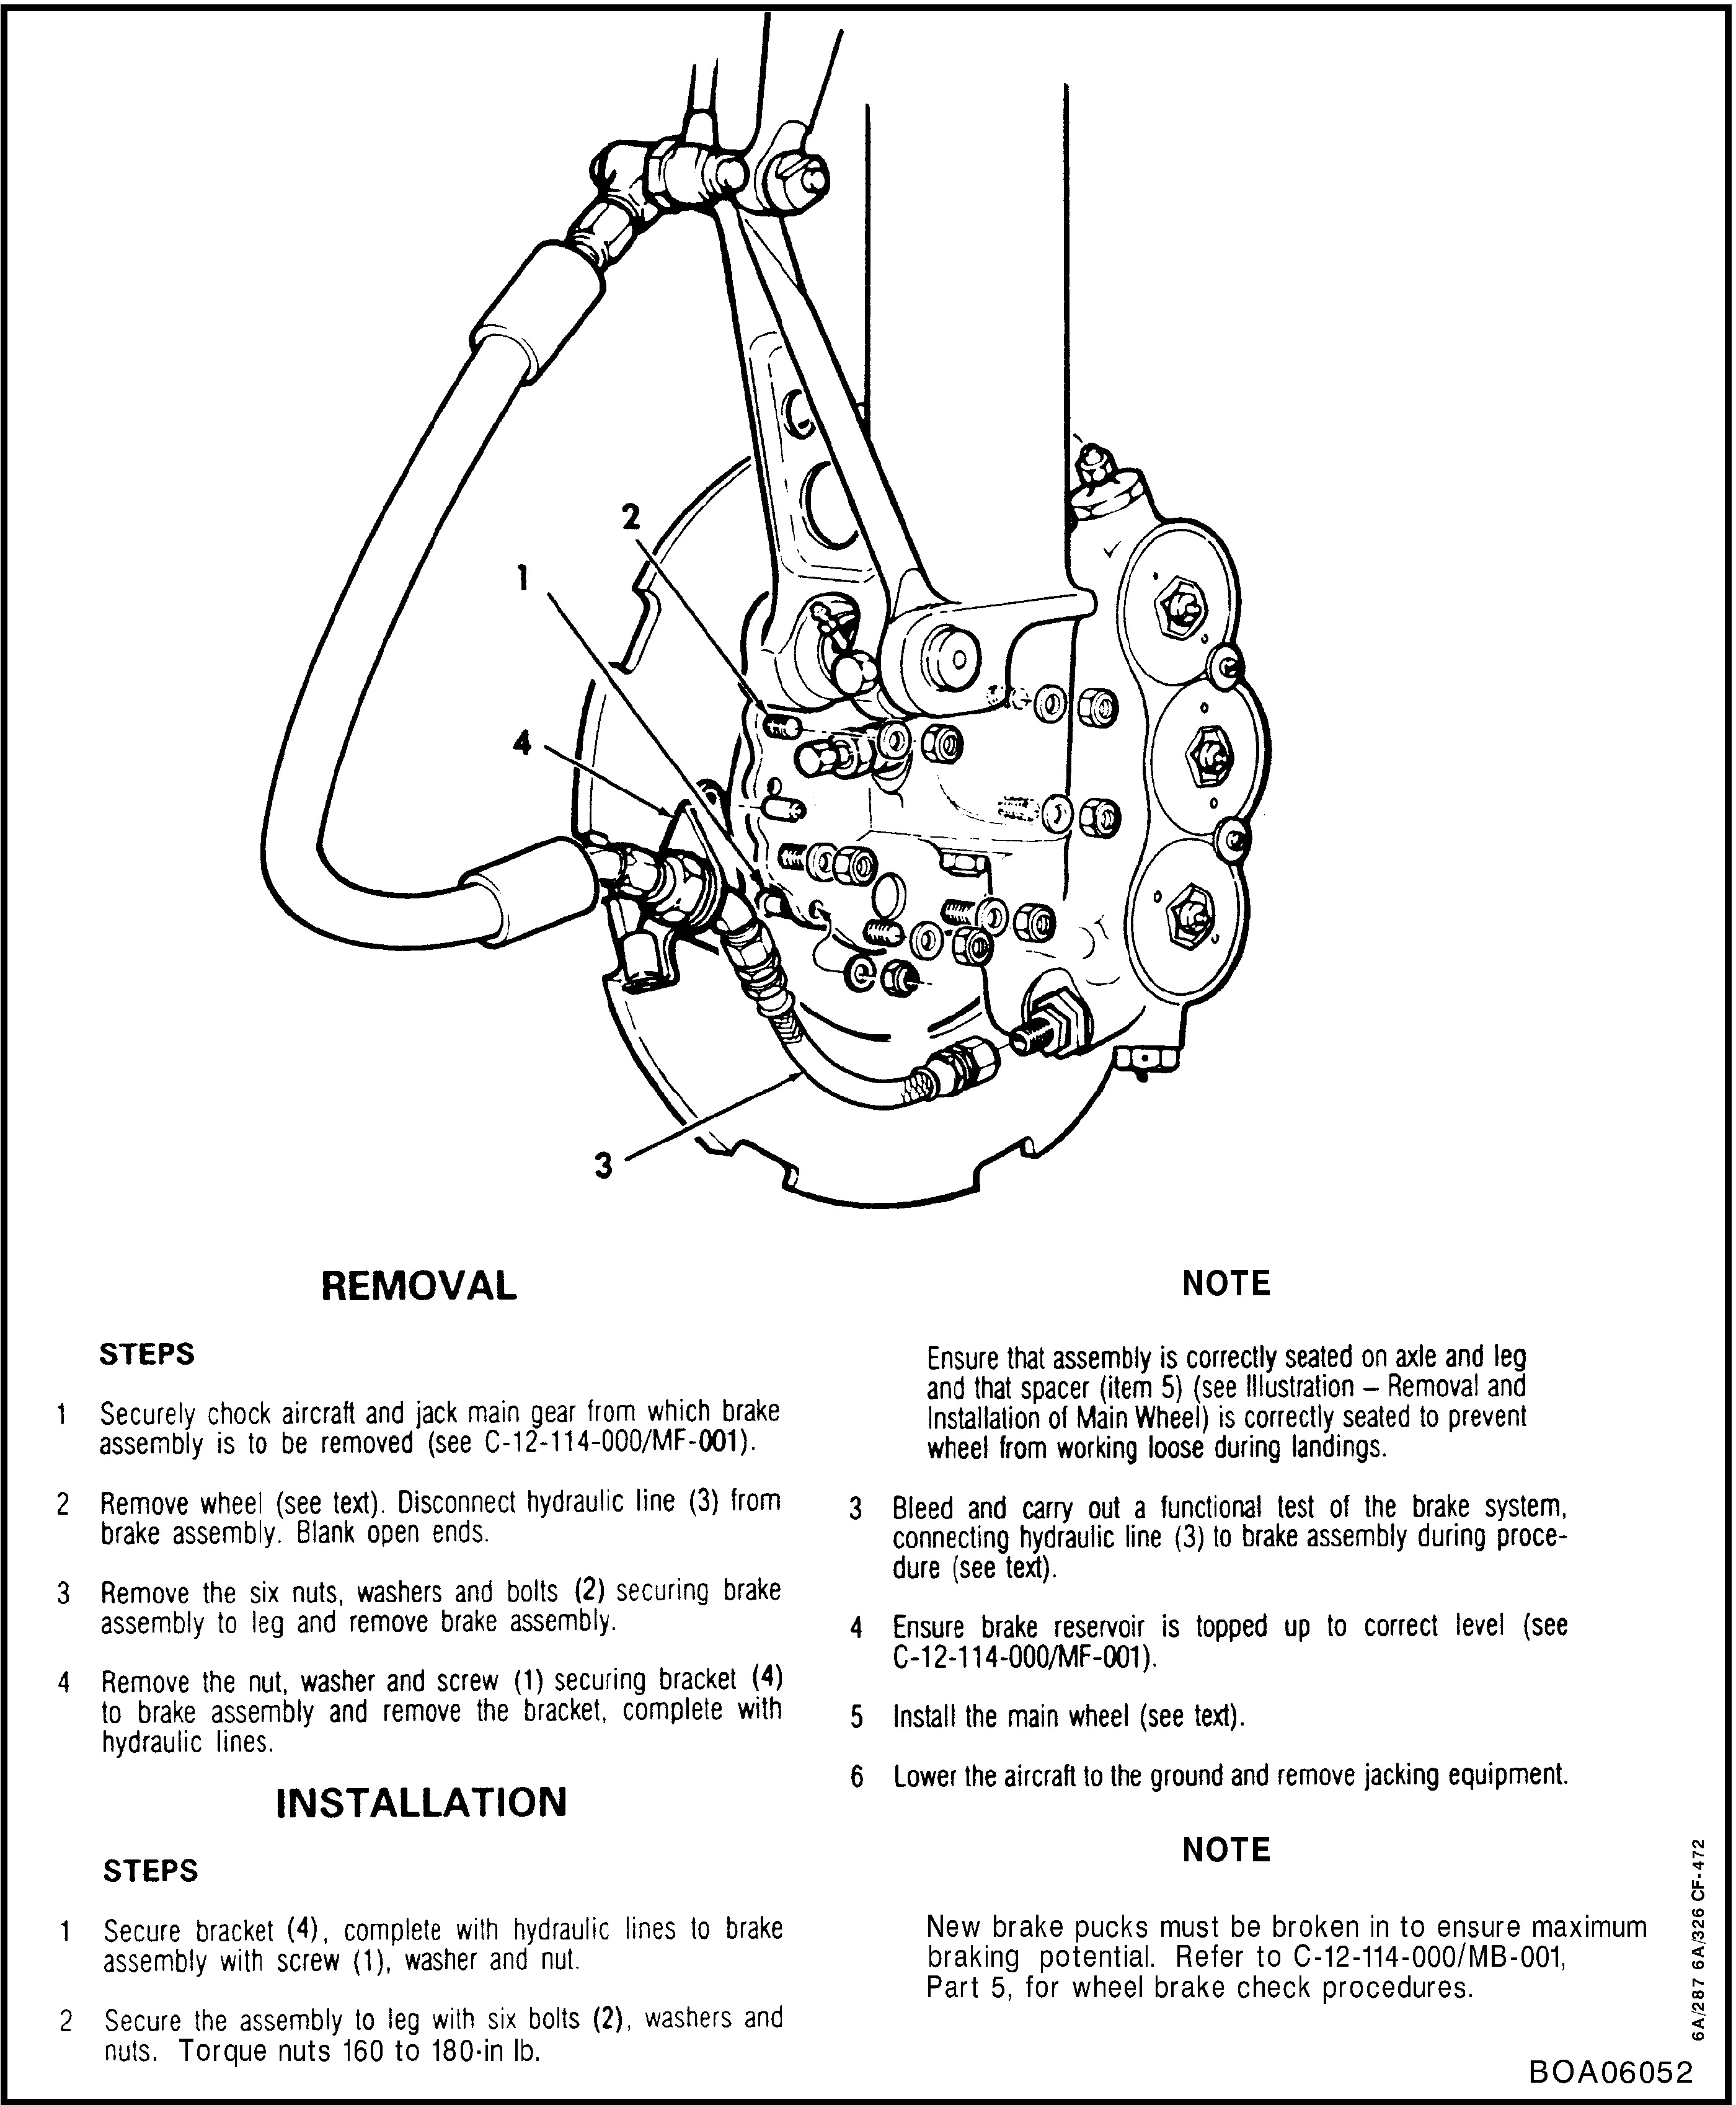 2
1
4
3
REMOVAL
STEPS
1 Securely chock aircraft and jack main gear from which brake
assembly is to be removed (see C-12-114-000/MF-001).
2 Remove wheel (see text). Disconnect hydraulic line (3) from
brake assembly. Blank open ends.
3 Remove the six nuts, washers and bolts (2) securing brake
assembly to leg and remove brake assembly.
4 Remove the nut, washer and screw (1) securing bracket (4)
to brake assembly and remove the bracket, complete with
hydraulic lines.
INSTALLATION
STEPS
1 Secure bracket (4), complete with hydraulic lines to brake
assembly with screw (1), washer and nut.
2 Secure the assembly to leg with six bolts (2), washers and
nuts. Torque nuts 160 to 180-in lb.
NOTE
Ensure that assembly is correctly seated on axle and leg
and that spacer (item 5) (see Illustration – Removal and
Installation of Main Wheel) is correctly seated to prevent
wheel from working loose during landings.
3 Bleed and carry out a functional test of the brake system,
connecting hydraulic line (3) to brake assembly during proce-
dure (see text).
4 Ensure brake reservoir is topped up to correct level (see
C-12-114-000/MF-001).
5 Install the main wheel (see text).
6 Lower the aircraft to the ground and remove jacking equipment.
NOTE
New brake pucks must be broken in to ensure maximum
braking potential. Refer to C-12-114-000/MB-001,
Part 5, for wheel brake check procedures.
6A/287 6A/326 CF-472
BOA06052